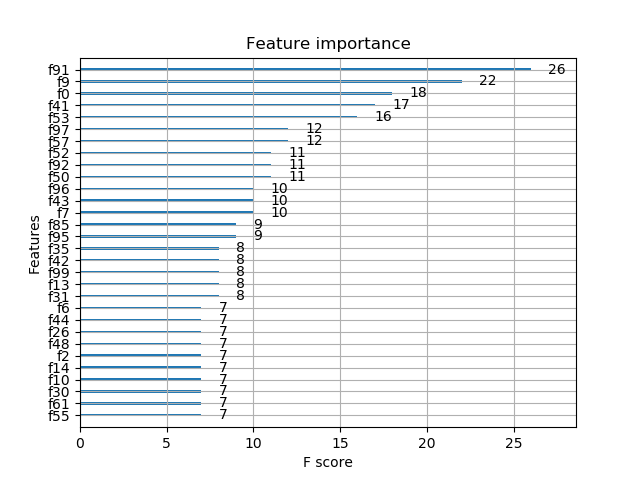 Feature importance
f91 26
f9 22
f0 18
f41 17
f53 16
f97 12
f57 12
f52 11
f92 11
f50 11
f96 10
f43 10
f7 10
f85 9
f95 9
f35 8
f42 8
f99 8
f13 8
f31 8
f6 7
f44 7
f26 7
f48 7
f2 7
f14 7
f10 7
f30 7
f61 7
f55 7
Features
0 5 10 15 20 25
F score